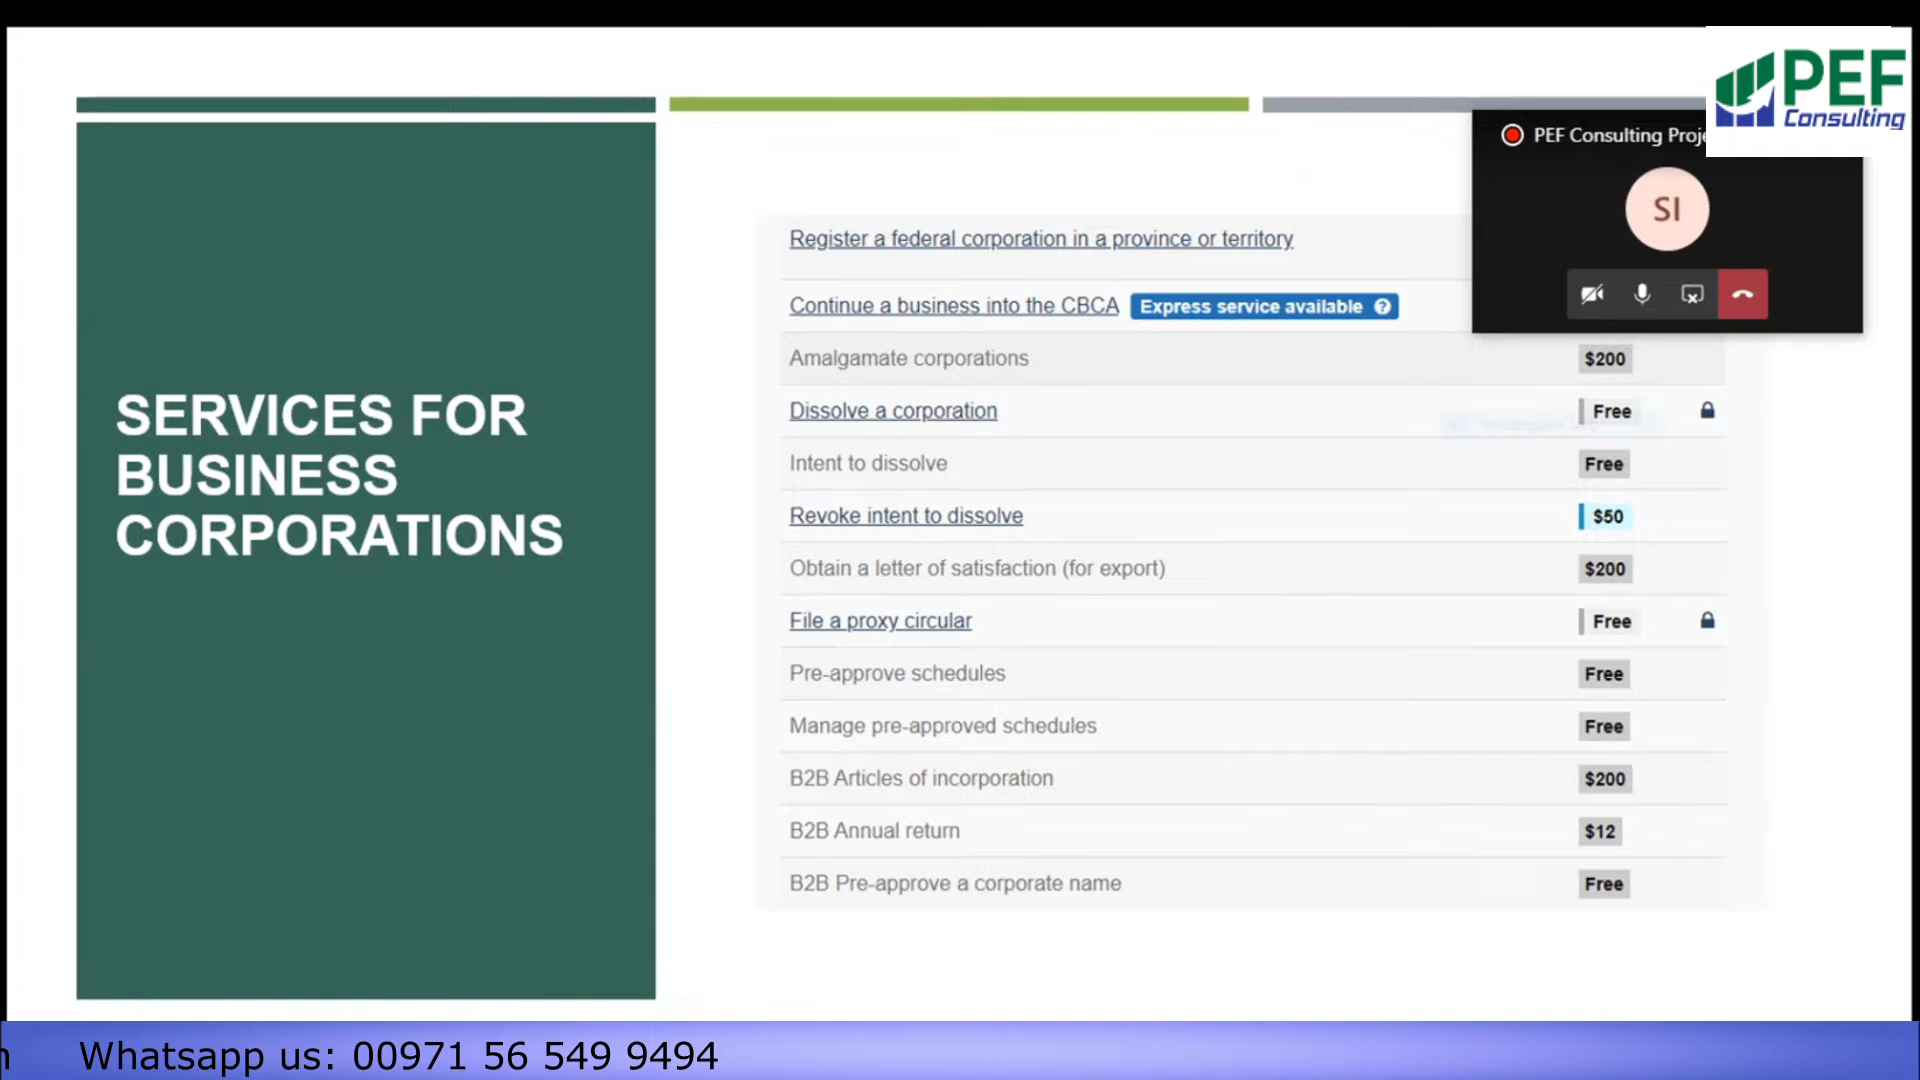 PEF
Consulting
PEF Consulting Proje
SI
SERVICES FOR
BUSINESS
CORPORATIONS
Register a federal corporation in a province or territory
Continue a business into the CBCA Express service available ?
Amalgamate corporations $200
Dissolve a corporation Free
Intent to dissolve Free
Revoke intent to dissolve $50
Obtain a letter of satisfaction (for export) $200
File a proxy circular Free
Pre-approve schedules Free
Manage pre-approved schedules Free
B2B Articles of incorporation $200
B2B Annual return $12
B2B Pre-approve a corporate name Free
Whatsapp us: 00971 56 549 9494